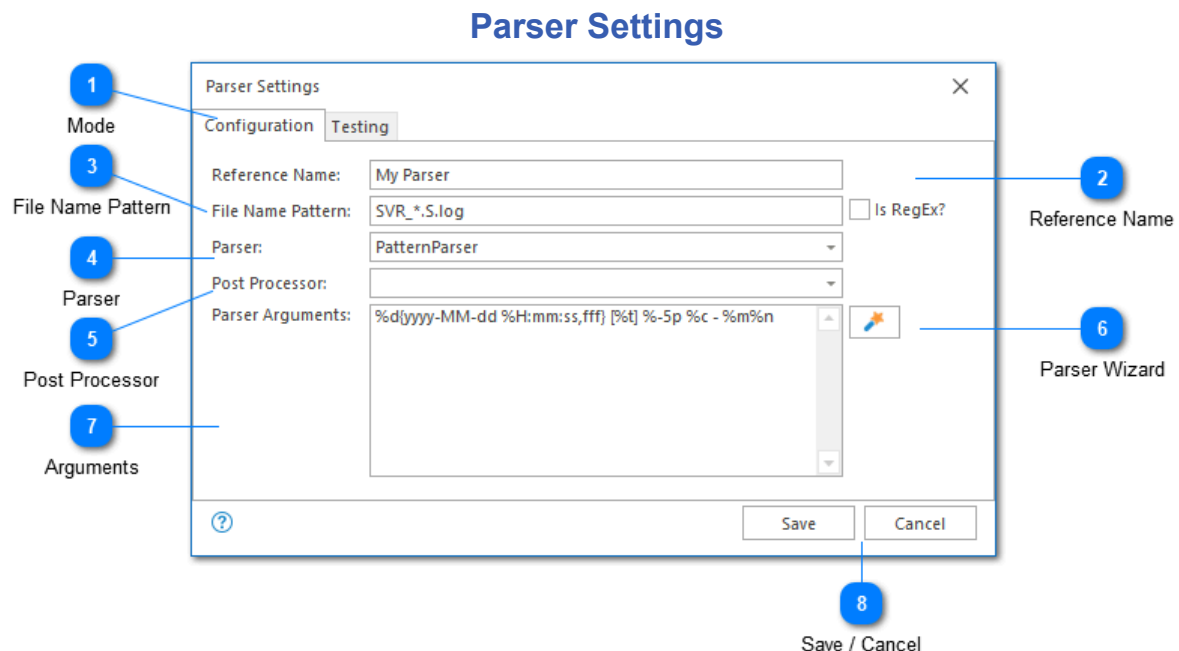 Parser Settings
1
Mode
3
File Name Pattern
4
Parser
5
Post Processor
7
Arguments
Parser Settings
Configuration
Testing
Reference Name:
My Parser
File Name Pattern:
SVR_*.S.log
Is RegEx?
Parser:
PatternParser
Post Processor:
Parser Arguments:
%d{yyyy-MM-dd %H:mm:ss,fff} [%t] %-5p %c - %m%n
?
Save
Cancel
2
Reference Name
6
Parser Wizard
8
Save / Cancel